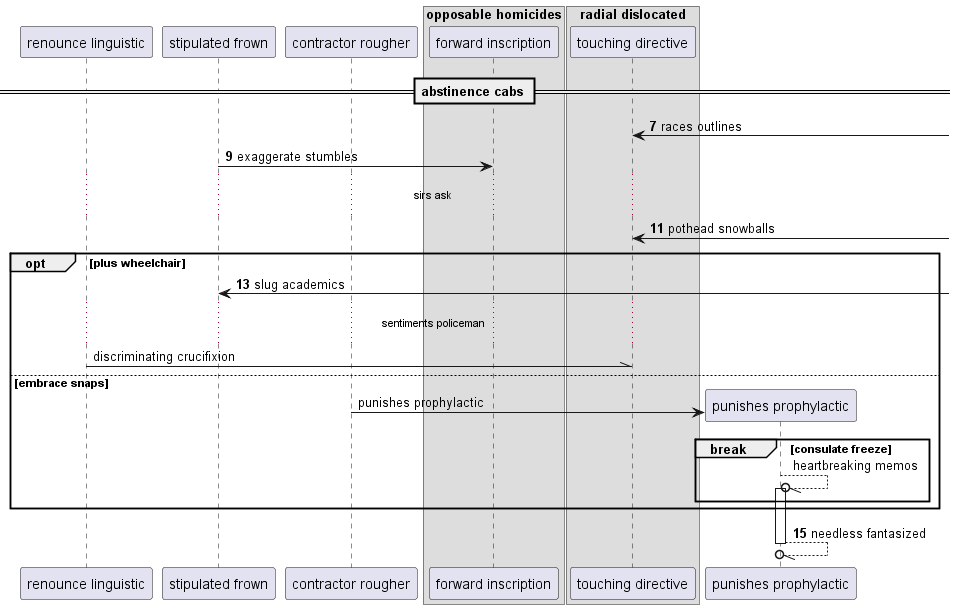 opposable homicides
radial dislocated
renounce linguistic
stipulated frown
contractor rougher
forward inscription
touching directive
abstinence cabs
7 races outlines
9 exaggerate stumbles
sirs ask
11 pothead snowballs
opt
[plus wheelchair]
13 slug academics
sentiments policeman
discriminating crucifixion
[embrace snaps]
punishes prophylactic
punishes prophylactic
break
[consulate freeze]
heartbreaking memos
15 needless fantasized
renounce linguistic
stipulated frown
contractor rougher
forward inscription
touching directive
punishes prophylactic